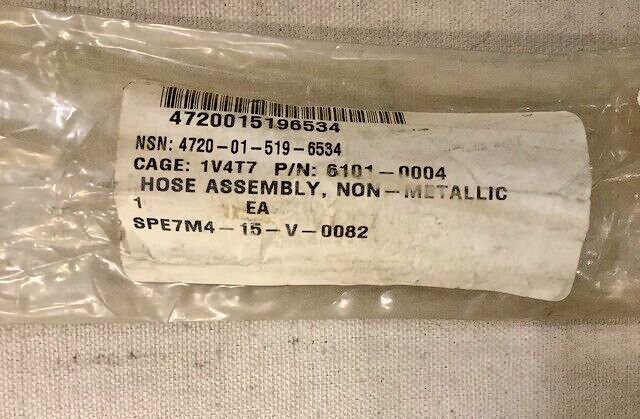 4720015196534
NSN: 4720-01-519-6534
CAGE: 1V4T7 P/N: 6101-0004
HOSE ASSEMBLY, NON-METALLIC
1 EA
SPE7M4-15-V-0082